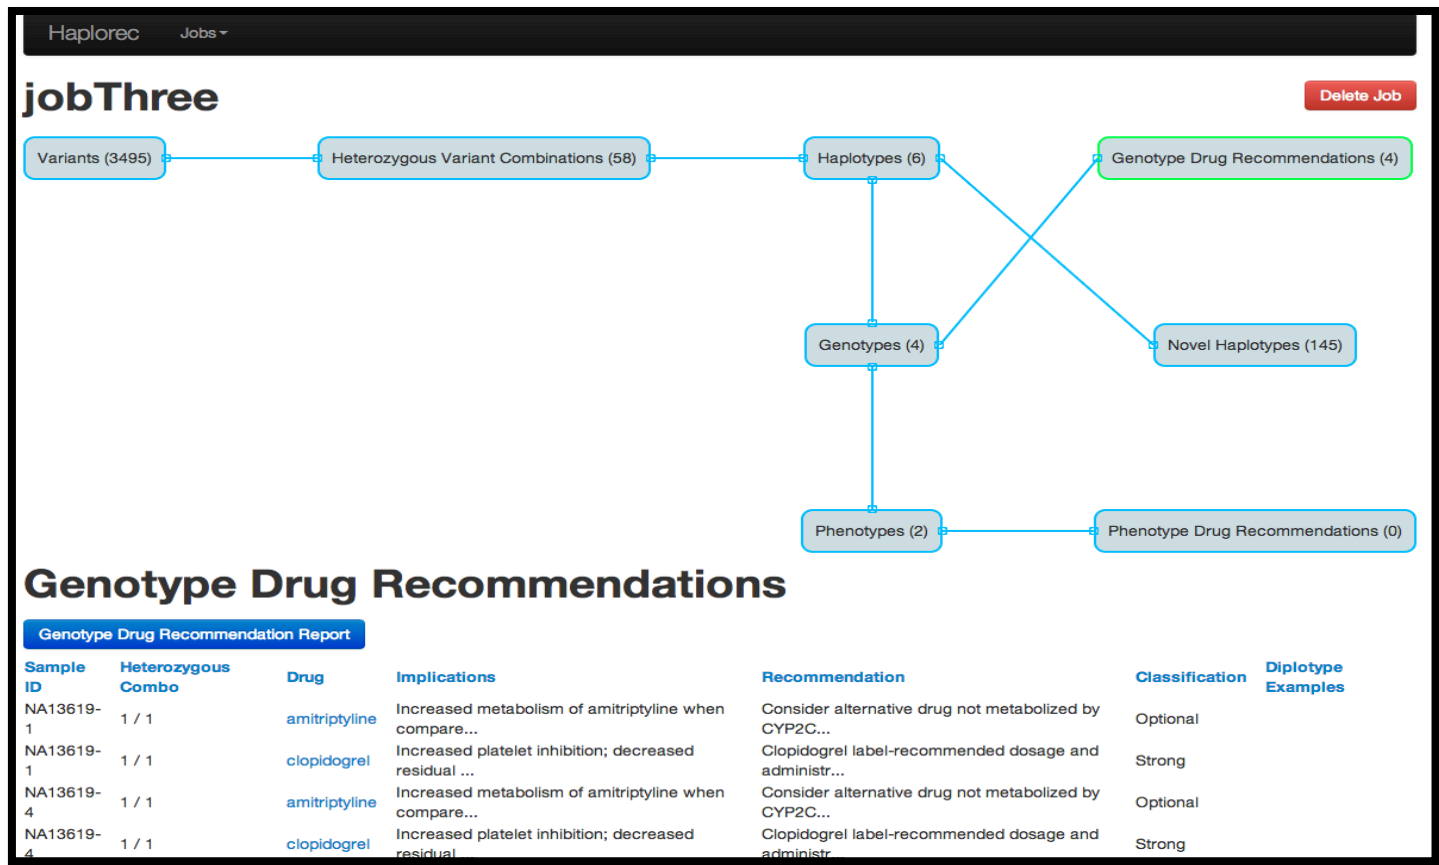 Haplorec Jobs
jobThree
Delete Job
Variants (3495)
Heterozygous Variant Combinations (58)
Haplotypes (6)
Genotype Drug Recommendations (4)
Genotypes (4)
Novel Haplotypes (145)
Phenotypes (2)
Phenotype Drug Recommendations (0)
Genotype Drug Recommendations
Genotype Drug Recommendation Report
Sample Heterozygous Diplotype
ID Combo Drug Implications Recommendation Classification Examples
NA13619- Increased metabolism of amitriptyline when Consider alternative drug not metabolized by
1 1 / 1 amitriptyline compare... CYP2C... Optional
NA13619- Increased platelet inhibition; decreased Clopidogrel label-recommended dosage and
1 1 / 1 clopidogrel residual ... administr... Strong
NA13619- Increased metabolism of amitriptyline when Consider alternative drug not metabolized by
4 1 / 1 amitriptyline compare... CYP2C... Optional
NA13619- Increased platelet inhibition; decreased Clopidogrel label-recommended dosage and
4 1 / 1 clopidogrel residual ... administr... Strong